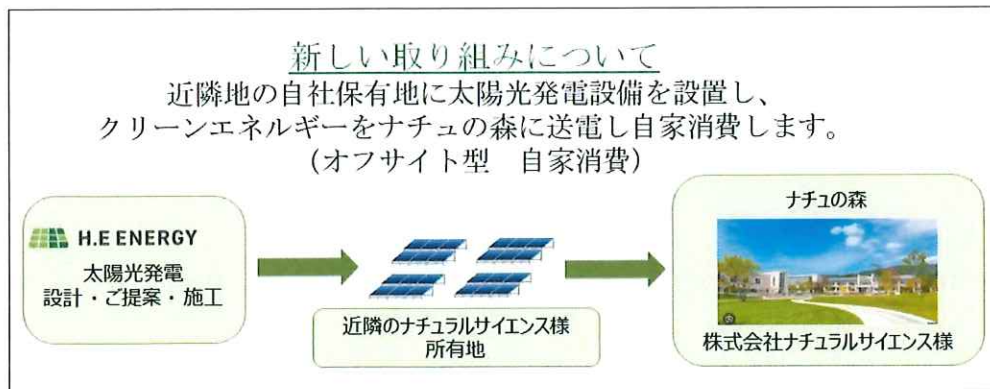 新しい取り組みについて
近隣地の自社保有地に太陽光発電設備を設置し、
クリーンエネルギーをナチュの森に送電し自家消費します。
（オフサイト型　自家消費）
H.E ENERGY
太陽光発電
設計・ご提案・施工
近隣のナチュラルサイエンス様
所有地
ナチュの森
株式会社ナチュラルサイエンス様